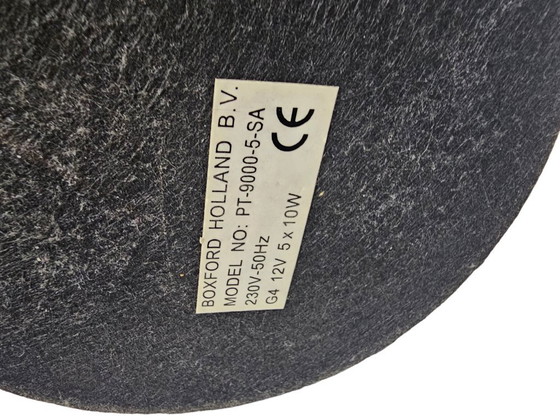 BOXFORD HOLLAND B.V.
MODEL NO: PT-9000-5-SA
230V-50Hz
G4 12V 5 x 10W
CE